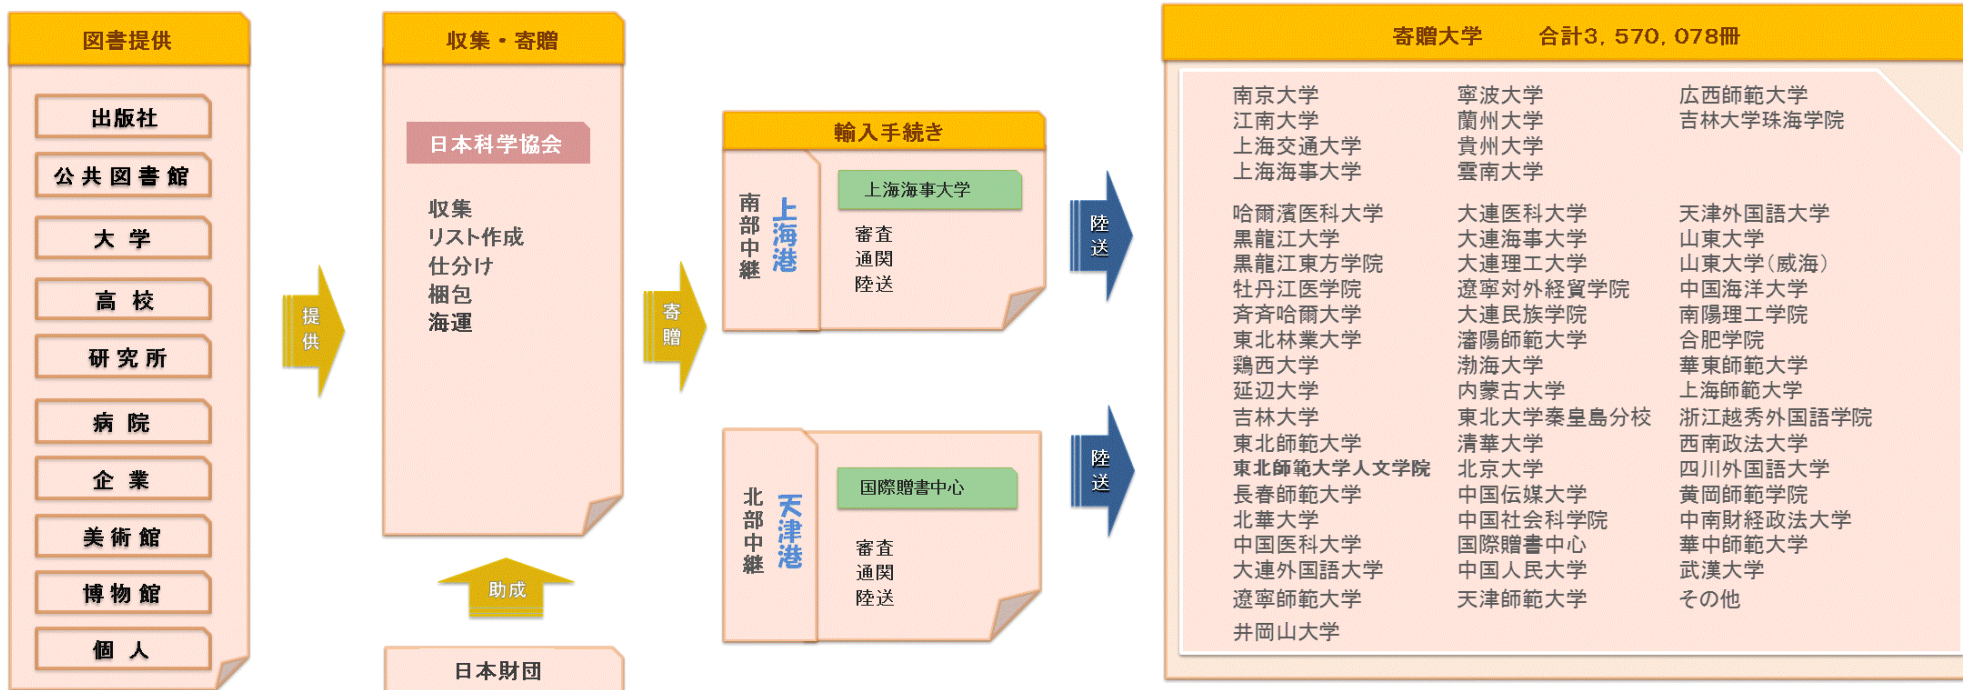 図書提供
出版社
公共図書館
大学
高校
研究所
病院
企業
美術館
博物館
個人
提供
収集・寄贈
日本科学協会
収集
リスト作成
仕分け
梱包
海運
助成
日本財団
寄贈
輸入手続き
南部中継
上海港
上海海事大学
審査
通関
陸送
北部中継
天津港
国際贈書中心
審査
通関
陸送
陸送
陸送
寄贈大学 合計3,570,078冊
南京大学 寧波大学 広西師範大学
江南大学 蘭州大学 吉林大学珠海学院
上海交通大学 貴州大学
上海海事大学 雲南大学
哈爾濱医科大学 大連医科大学 天津外国語大学
黒龍江大学 大連海事大学 山東大学
黒龍江東方学院 大連理工大学 山東大学(威海)
牡丹江医学院 遼寧対外経貿学院 中国海洋大学
斉斉哈爾大学 大連民族学院 南陽理工学院
東北林業大学 瀋陽師範大学 合肥学院
鶏西大学 渤海大学 華東師範大学
延辺大学 内蒙古大学 上海師範大学
吉林大学 東北大学秦皇島分校 浙江越秀外国語学院
東北師範大学 清華大学 西南政法大学
東北師範大学人文学院 北京大学 四川外国語大学
長春師範大学 中国伝媒大学 黄岡師範学院
北華大学 中国社会科学院 中南財経政法大学
中国医科大学 国際贈書中心 華中師範大学
大連外国語大学 中国人民大学 武漢大学
遼寧師範大学 天津師範大学 その他
井岡山大学